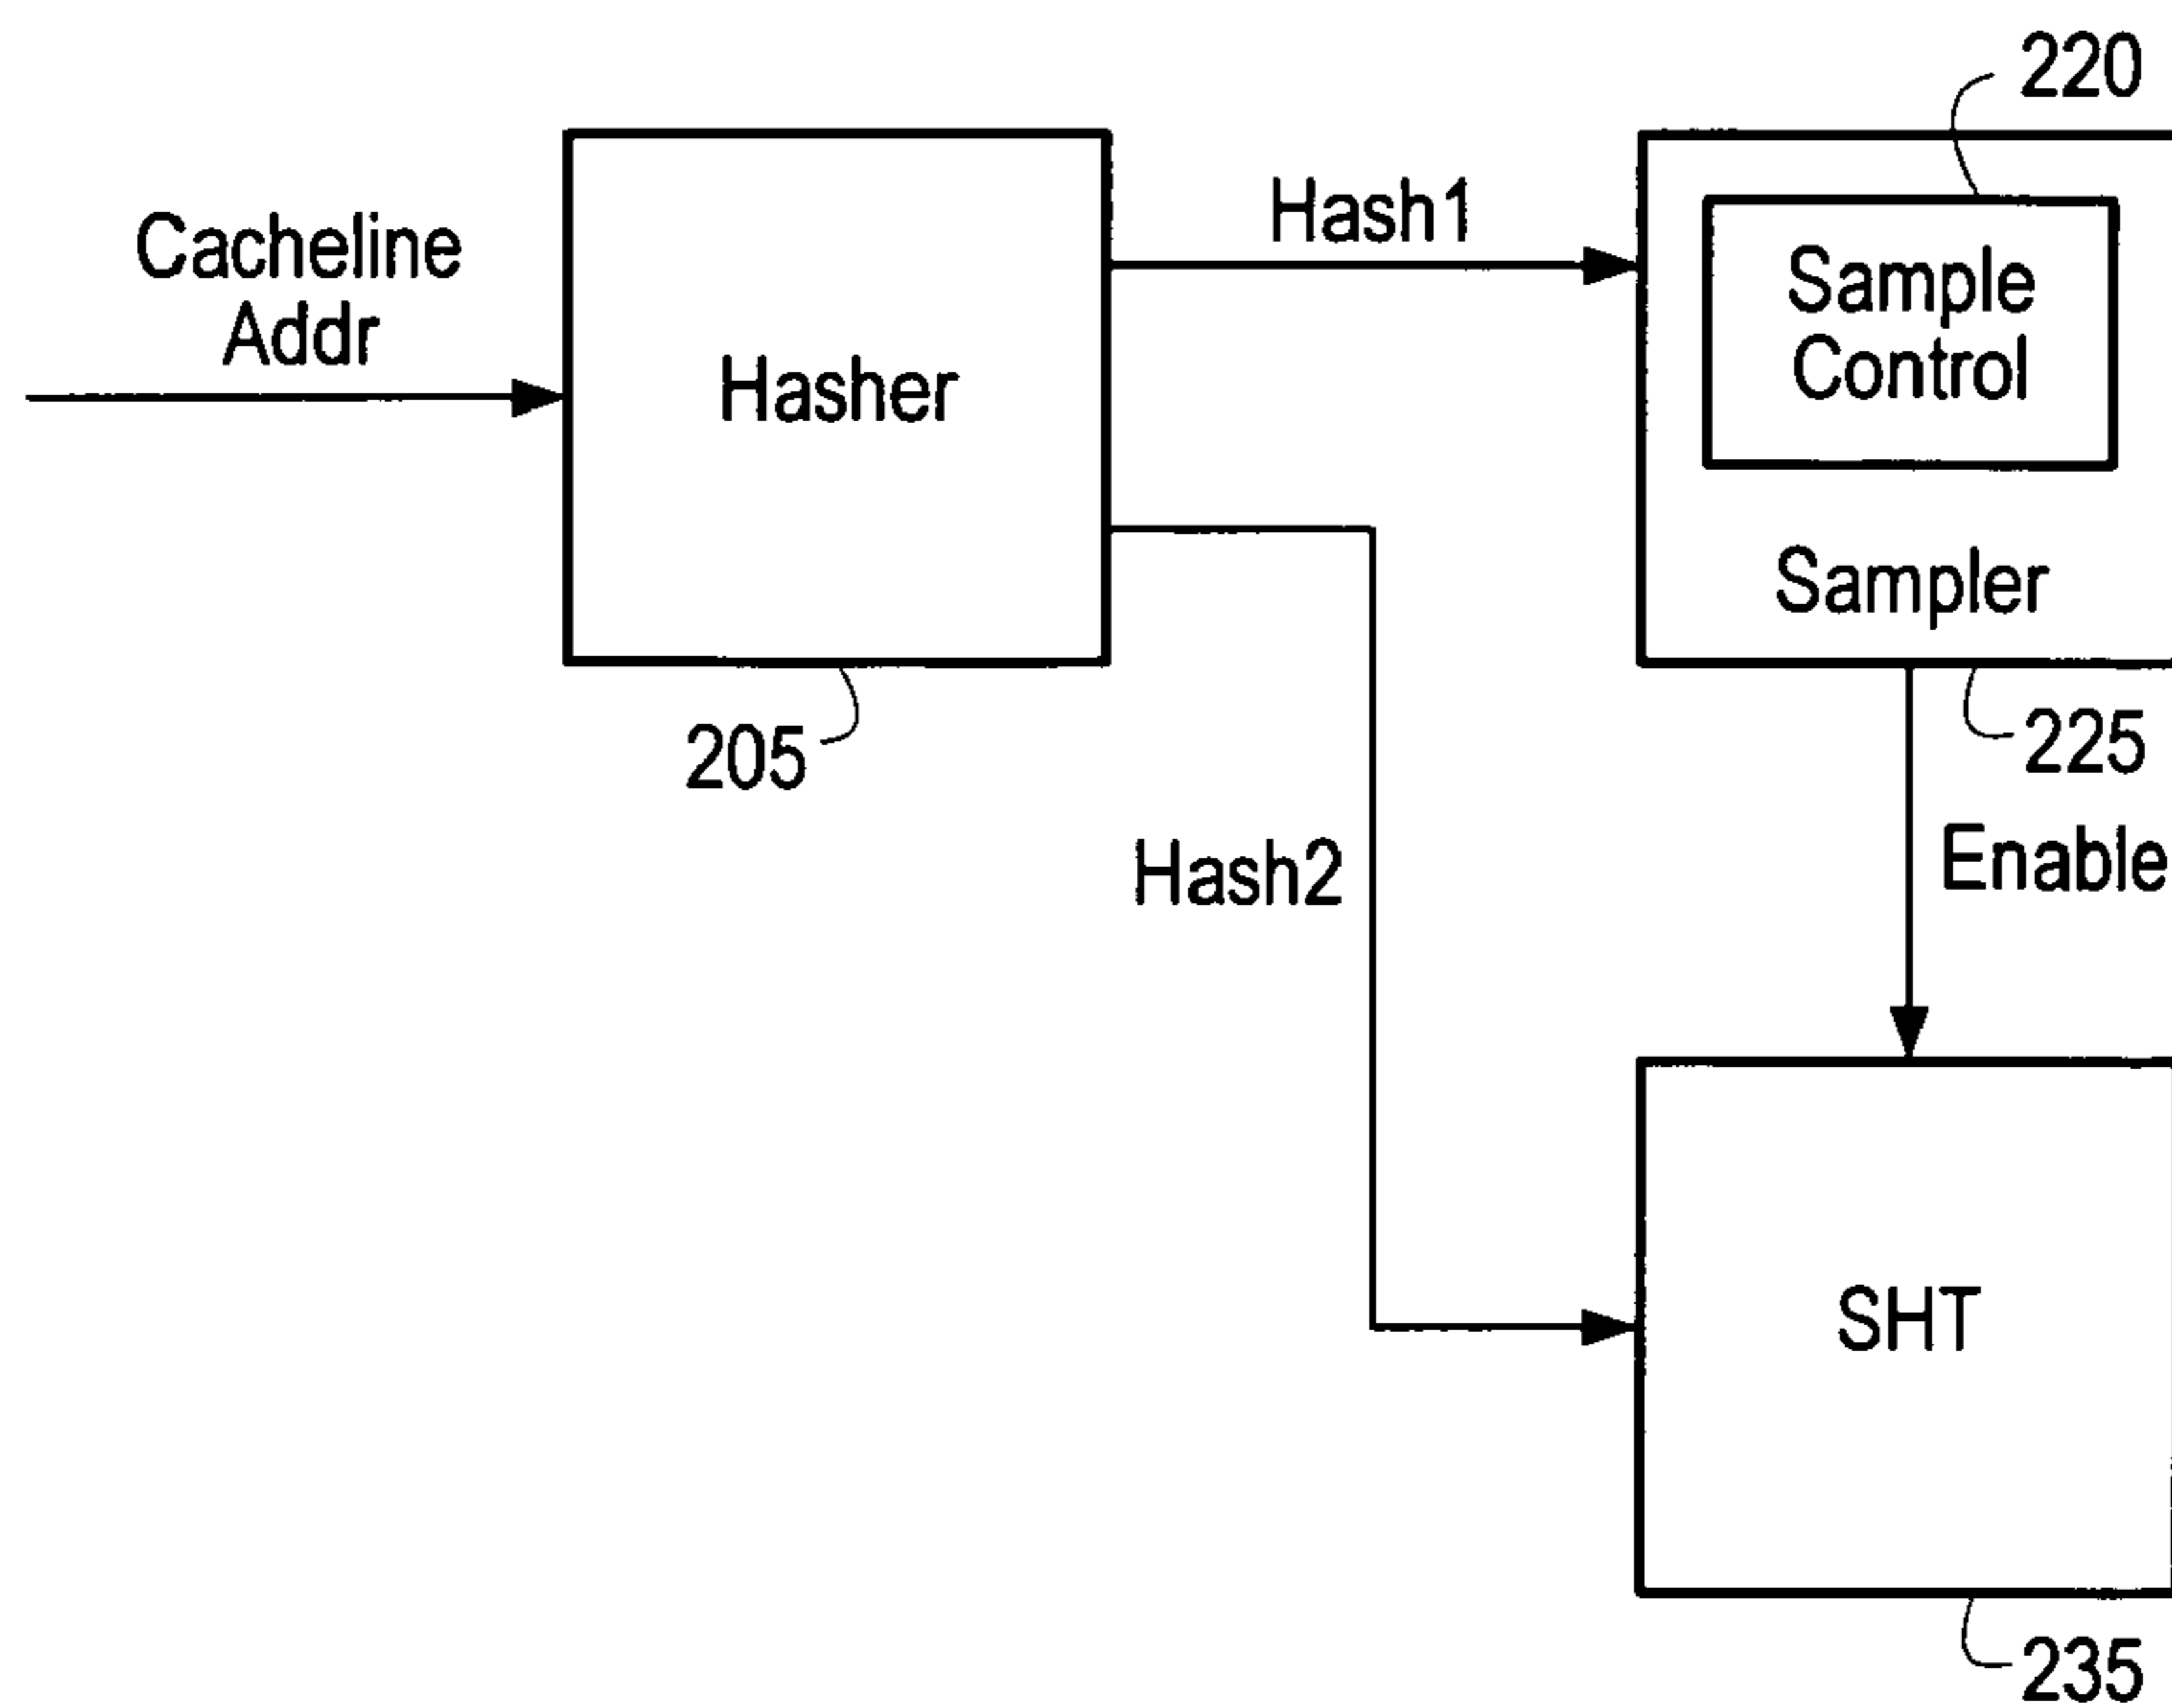 220
Hash1
Cacheline
Addr
Hasher
Sample
Control
Sampler
205
225
Hash2
Enable
SHT
235